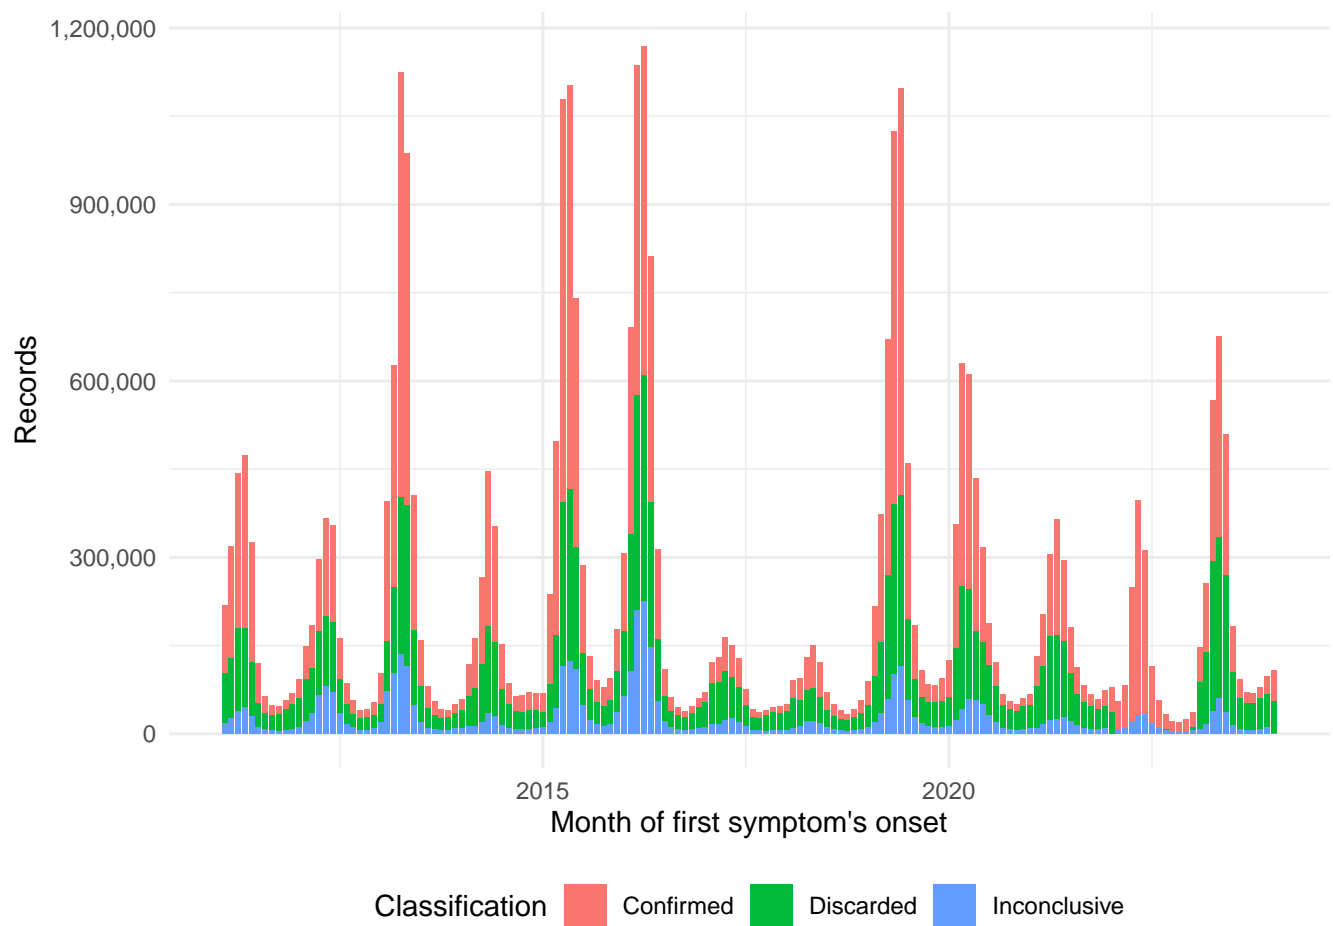 1,200,000
900,000
600,000
300,000
0
Records
2015
2020
Month of first symptom's onset
Classification
Confirmed
Discarded
Inconclusive